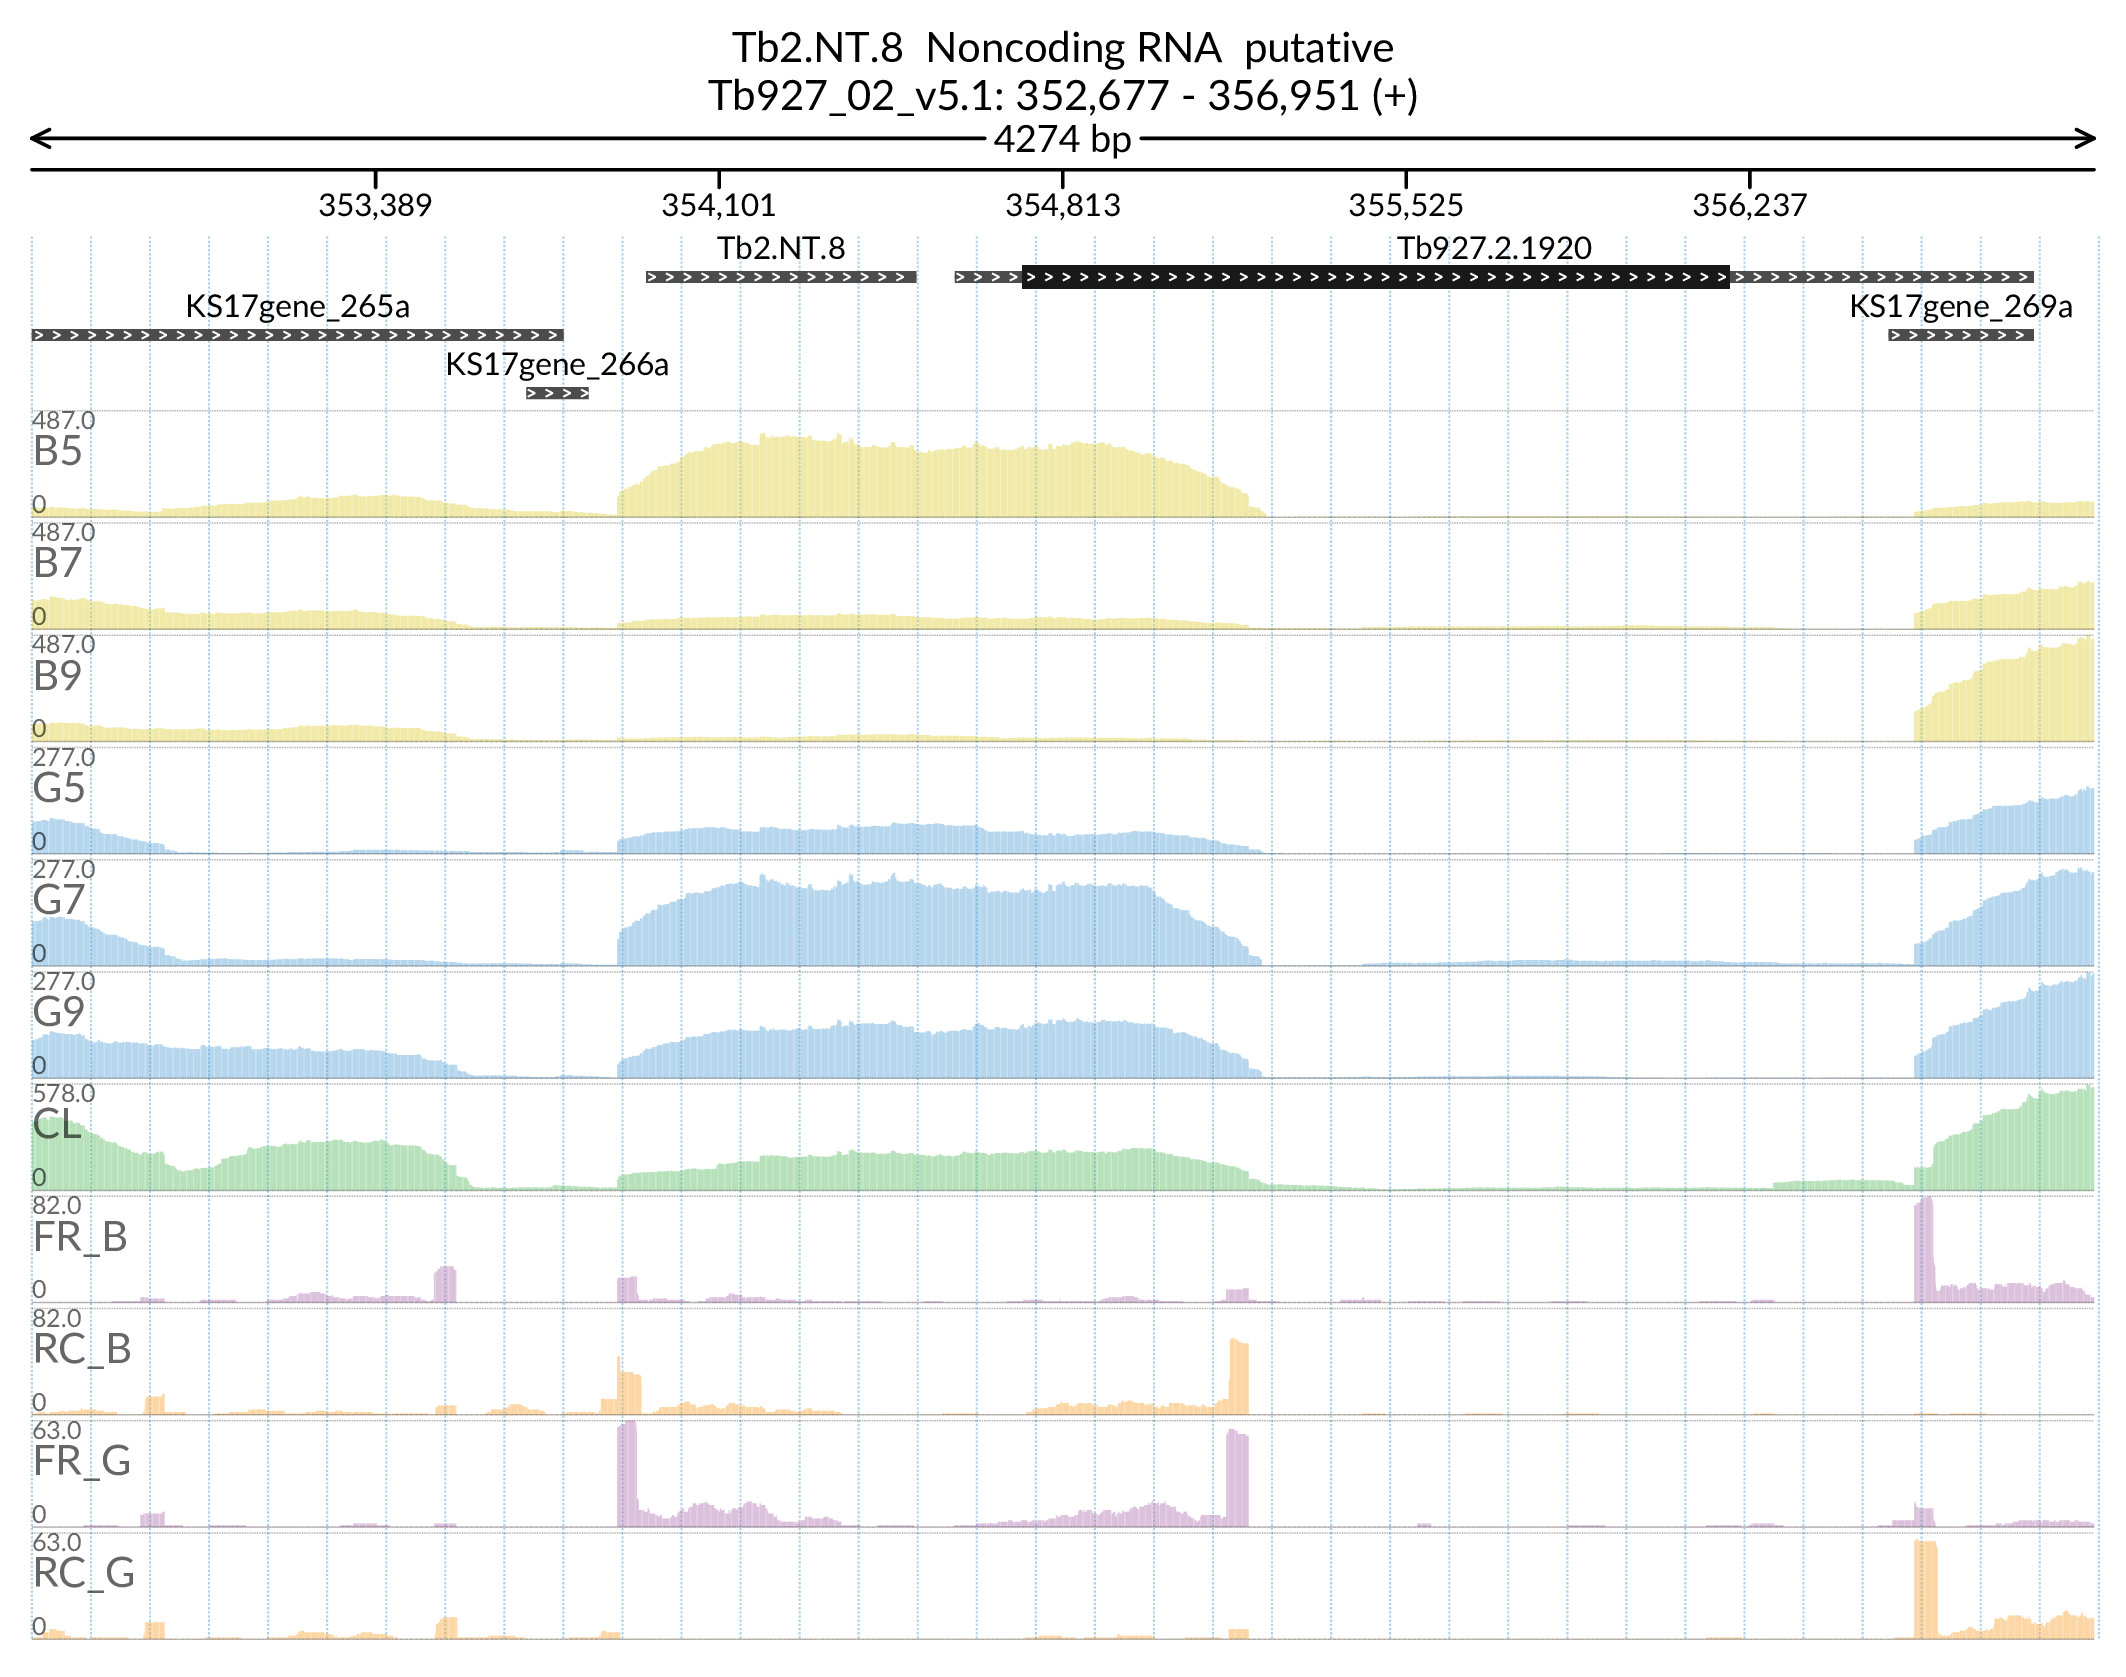 Tb2.NT.8  Noncoding RNA  putative
Tb927_02_v5.1: 352,677 - 356,951 (+)
4274 bp
353,389 354,101 354,813 355,525 356,237
Tb2.NT.8 Tb927.2.1920
KS17gene_265a KS17gene_269a
KS17gene_266a
487.0
B5
0
487.0
B7
0
487.0
B9
0
277.0
G5
0
277.0
G7
0
277.0
G9
0
578.0
CL
0
82.0
FR_B
0
82.0
RC_B
0
63.0
FR_G
0
63.0
RC_G
0